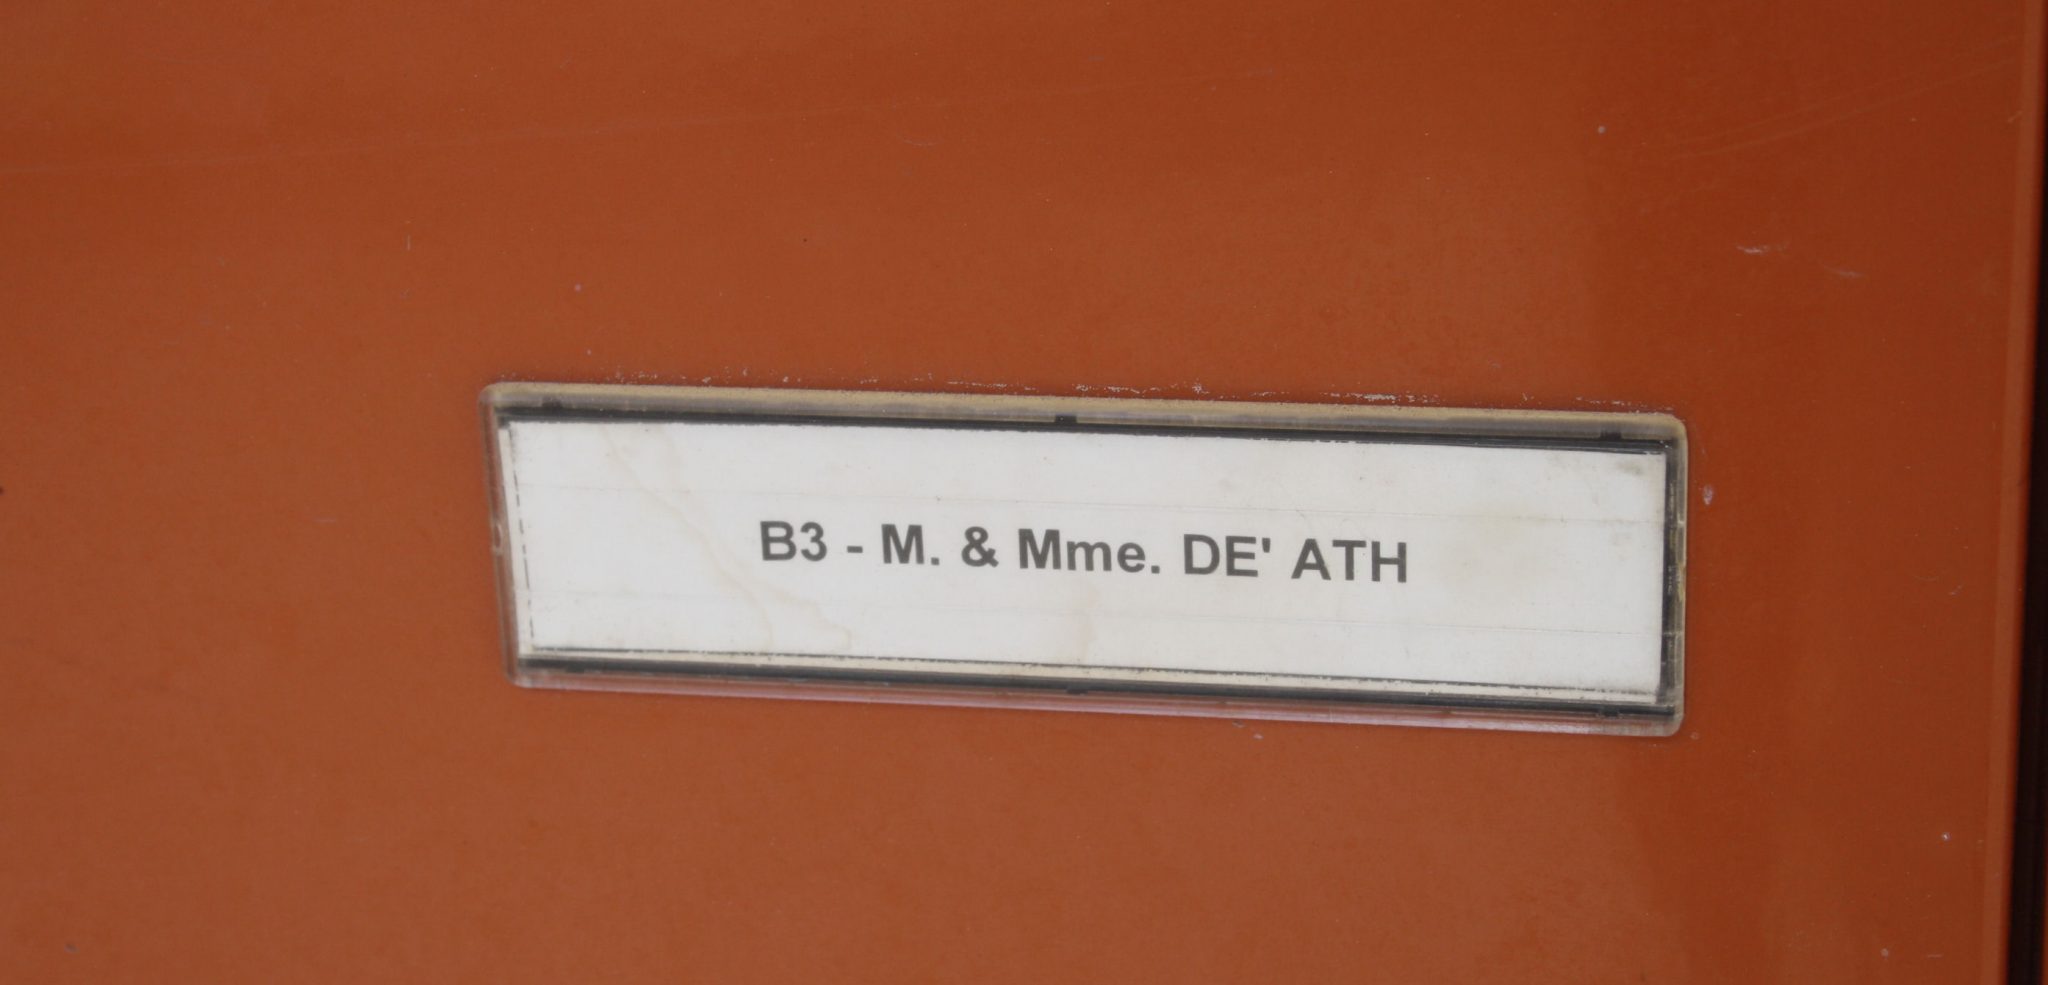 B3 - M. & Mme. DE' ATH